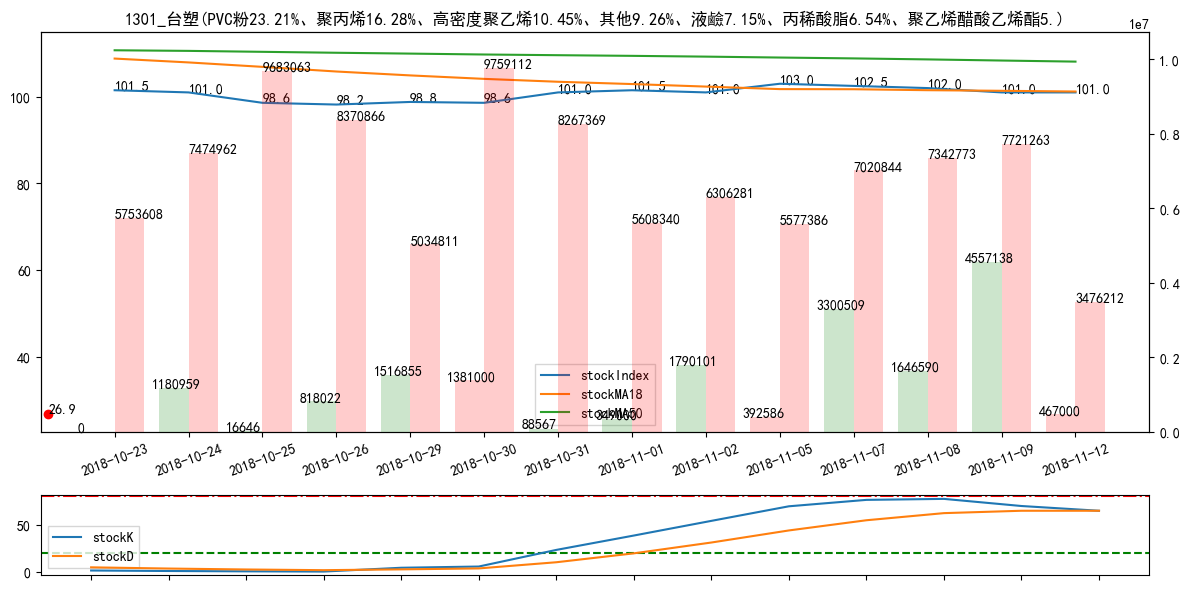 1301_台塑(PVC粉23.21%、聚丙烯16.28%、高密度聚乙烯10.45%、其他9.26%、液鹼7.15%、丙稀酸脂6.54%、聚乙烯醋酸乙烯酯5.)
1e7
101.5 101.0 98.6 98.2 98.8 98.6 101.0 101.5 101.0 103.0 102.5 102.0 101.0 101.0
100
80
60
40
1.0
0.8
0.6
0.4
0.2
0.0
5753608 7474962 9683063 8370866 5034811 9759112 8267369 5608340 6306281 5577386 7020844 7342773 7721263 3476212
0 1180959 16646 818022 1516855 1381000 88567 349000 1790101 392586 3300509 1646590 4557138 467000
26.9
stockIndex
stockMA18
stockMA50
2018-10-23 2018-10-24 2018-10-25 2018-10-26 2018-10-29 2018-10-30 2018-10-31 2018-11-01 2018-11-02 2018-11-05 2018-11-07 2018-11-08 2018-11-09 2018-11-12
50
0
stockK
stockD